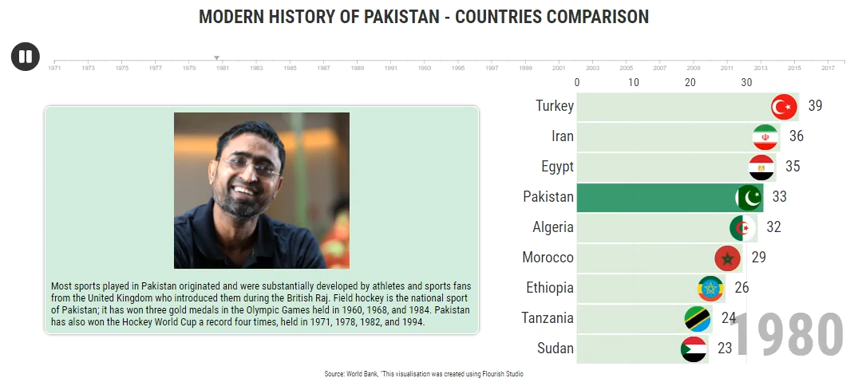 MODERN HISTORY OF PAKISTAN - COUNTRIES COMPARISON
1971 1973 1975 1977 1979 1981 1983 1985 1987 1989 1991 1993 1995 1997 1999 2001 2003 2005 2007 2009 2011 2013 2015 2017
0 10 20 30
Turkey 39
Iran 36
Egypt 35
Pakistan 33
Algeria 32
Morocco 29
Ethiopia 26
Tanzania 24
Sudan 23
1980
Most sports played in Pakistan originated and were substantially developed by athletes and sports fans
from the United Kingdom who introduced them during the British Raj. Field hockey is the national sport
of Pakistan; it has won three gold medals in the Olympic Games held in 1960, 1968, and 1984. Pakistan
has also won the Hockey World Cup a record four times, held in 1971, 1978, 1982, and 1994.
Source: World Bank, "This visualisation was created using Flourish Studio